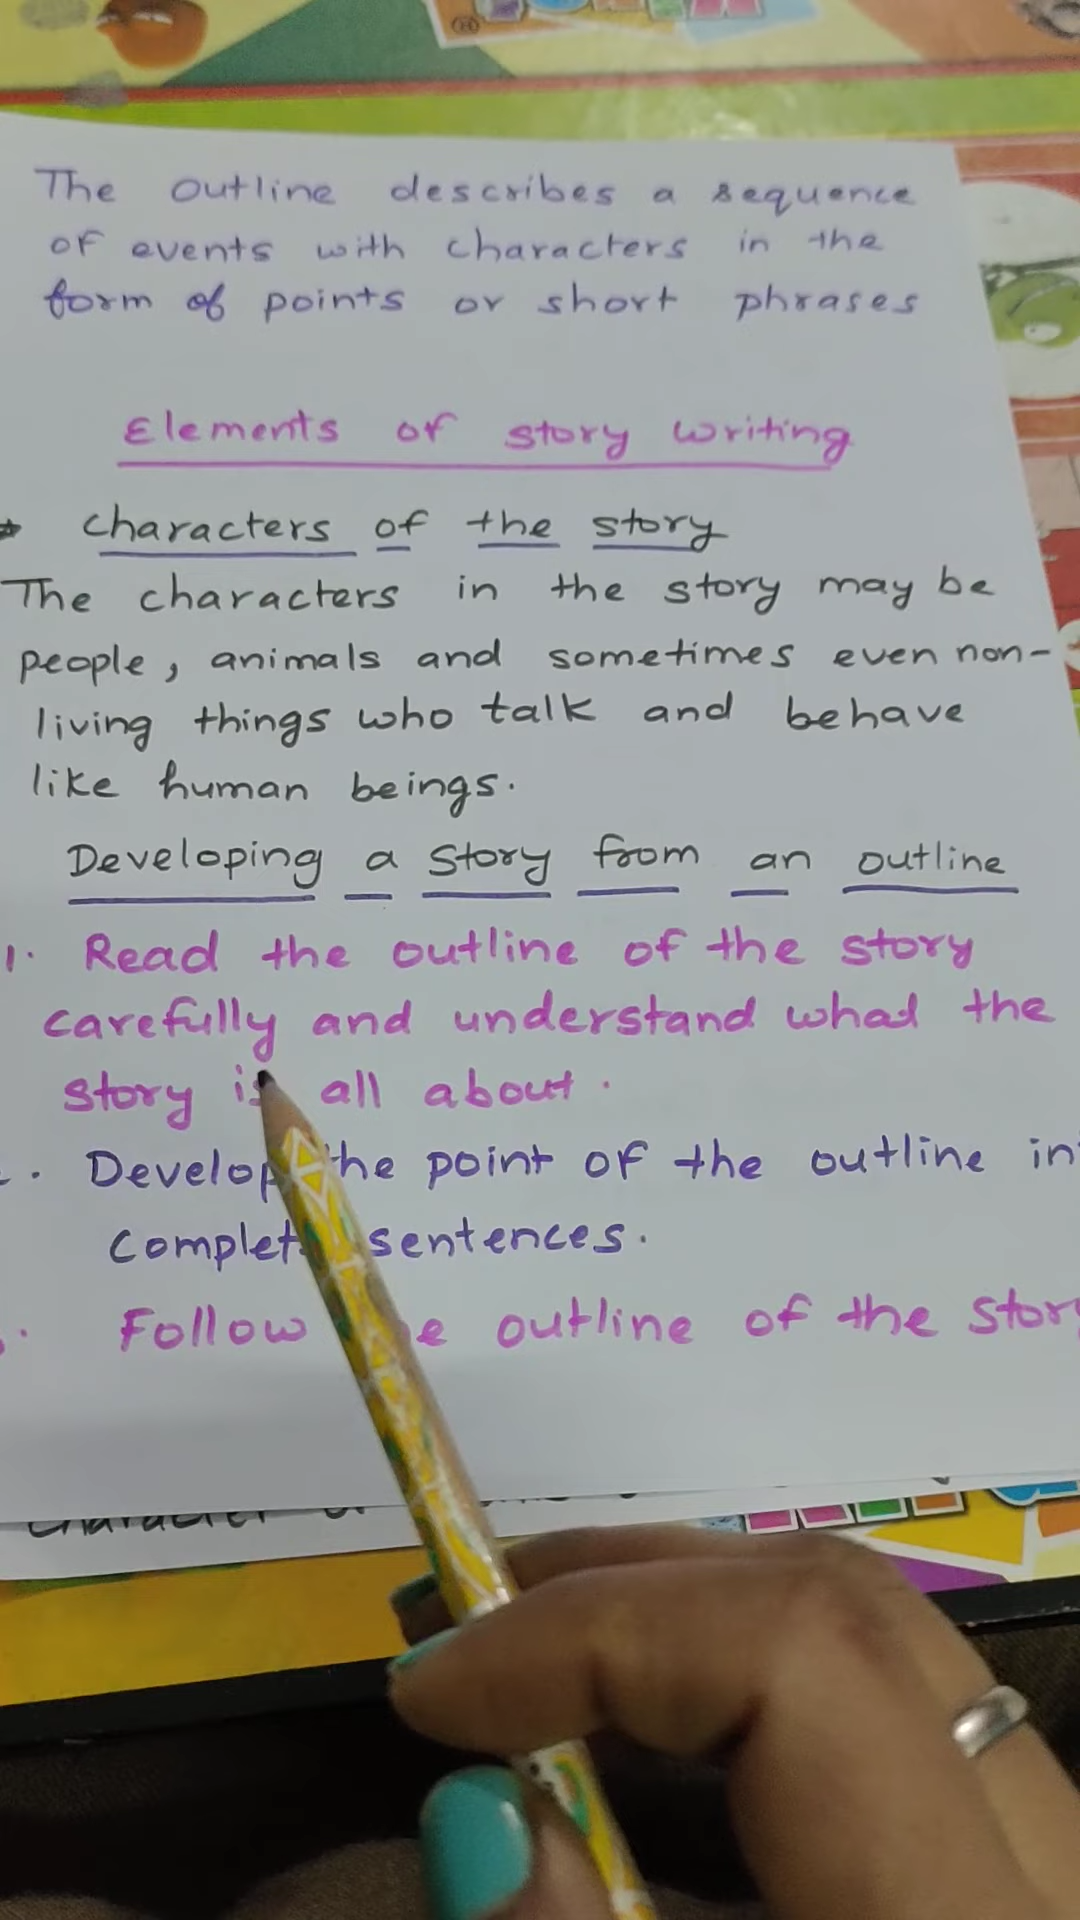 The outline describes a sequence
of events with characters in the
form of points or short phrases
Elements of story writing
characters of the story
The characters in the story may be
people, animals and sometimes even non-
living things who talk and behave
like human beings.
Developing a story from an outline
1. Read the outline of the story
carefully and understand what the
story is all about.
Develop the point of the outline in
complete sentences.
Follow outline of the story
character